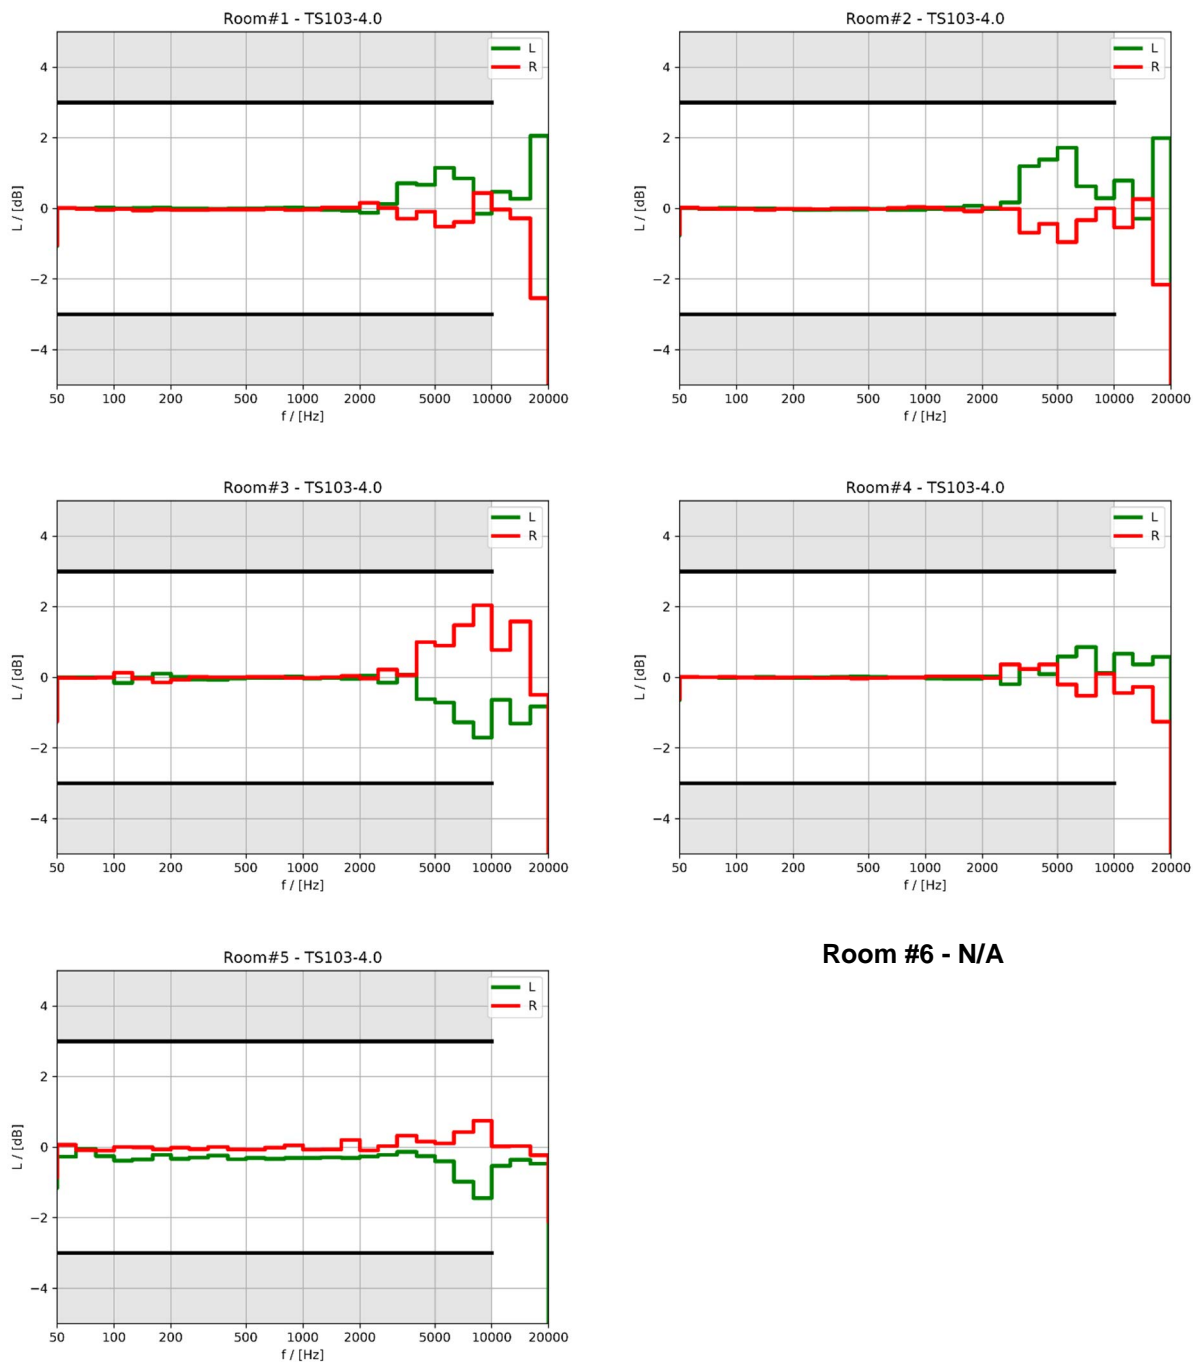 Room#1 - TS103-4.0
L
R
4
2
0
−2
−4
L / [dB]
50 100 200 500 1000 2000 5000 10000 20000
f / [Hz]
Room#2 - TS103-4.0
L
R
4
2
0
−2
−4
L / [dB]
50 100 200 500 1000 2000 5000 10000 20000
f / [Hz]
Room#3 - TS103-4.0
L
R
4
2
0
−2
−4
L / [dB]
50 100 200 500 1000 2000 5000 10000 20000
f / [Hz]
Room#4 - TS103-4.0
L
R
4
2
0
−2
−4
L / [dB]
50 100 200 500 1000 2000 5000 10000 20000
f / [Hz]
Room#5 - TS103-4.0
L
R
4
2
0
−2
−4
L / [dB]
50 100 200 500 1000 2000 5000 10000 20000
f / [Hz]
Room #6 - N/A